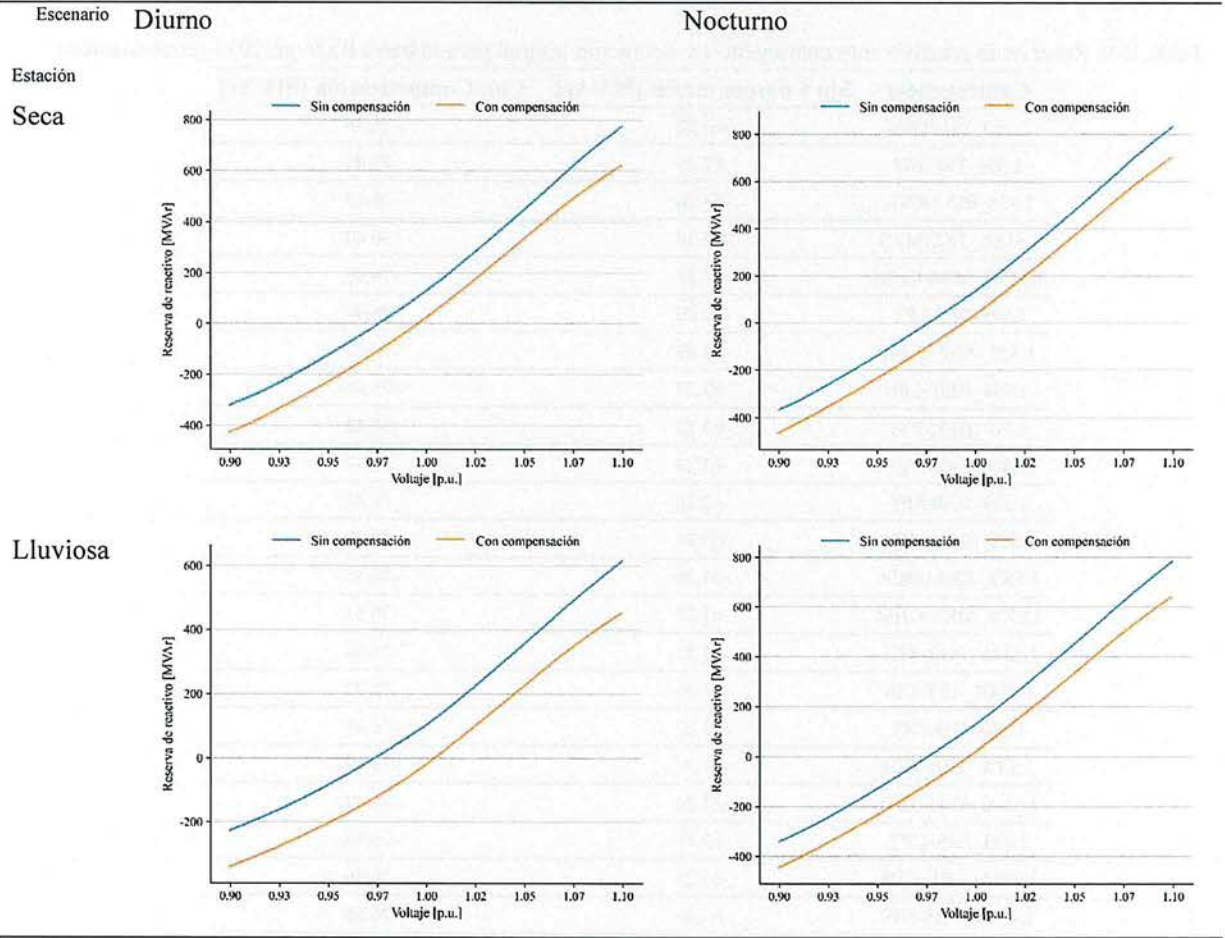 Escenario Diurno Nocturno
Estación
Seca
Sin compensación Con compensación
800
600
400
200
0
-200
-400
Reserva de reactivo [MVAr]
0.90 0.93 0.95 0.97 1.00 1.02 1.05 1.07 1.10
Voltaje [p.u.]
Sin compensación Con compensación
800
600
400
200
0
-200
-400
Reserva de reactivo [MVAr]
0.90 0.93 0.95 0.97 1.00 1.02 1.05 1.07 1.10
Voltaje [p.u.]
Lluviosa
Sin compensación Con compensación
600
400
200
0
-200
Reserva de reactivo [MVAr]
0.90 0.93 0.95 0.97 1.00 1.02 1.05 1.07 1.10
Voltaje [p.u.]
Sin compensación Con compensación
800
600
400
200
0
-200
-400
Reserva de reactivo [MVAr]
0.90 0.93 0.95 0.97 1.00 1.02 1.05 1.07 1.10
Voltaje [p.u.]